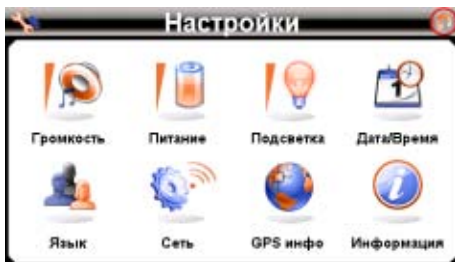 Настройки
Громкость Питание Подсветка Дата/Время
Язык Сеть GPS инфо Информация